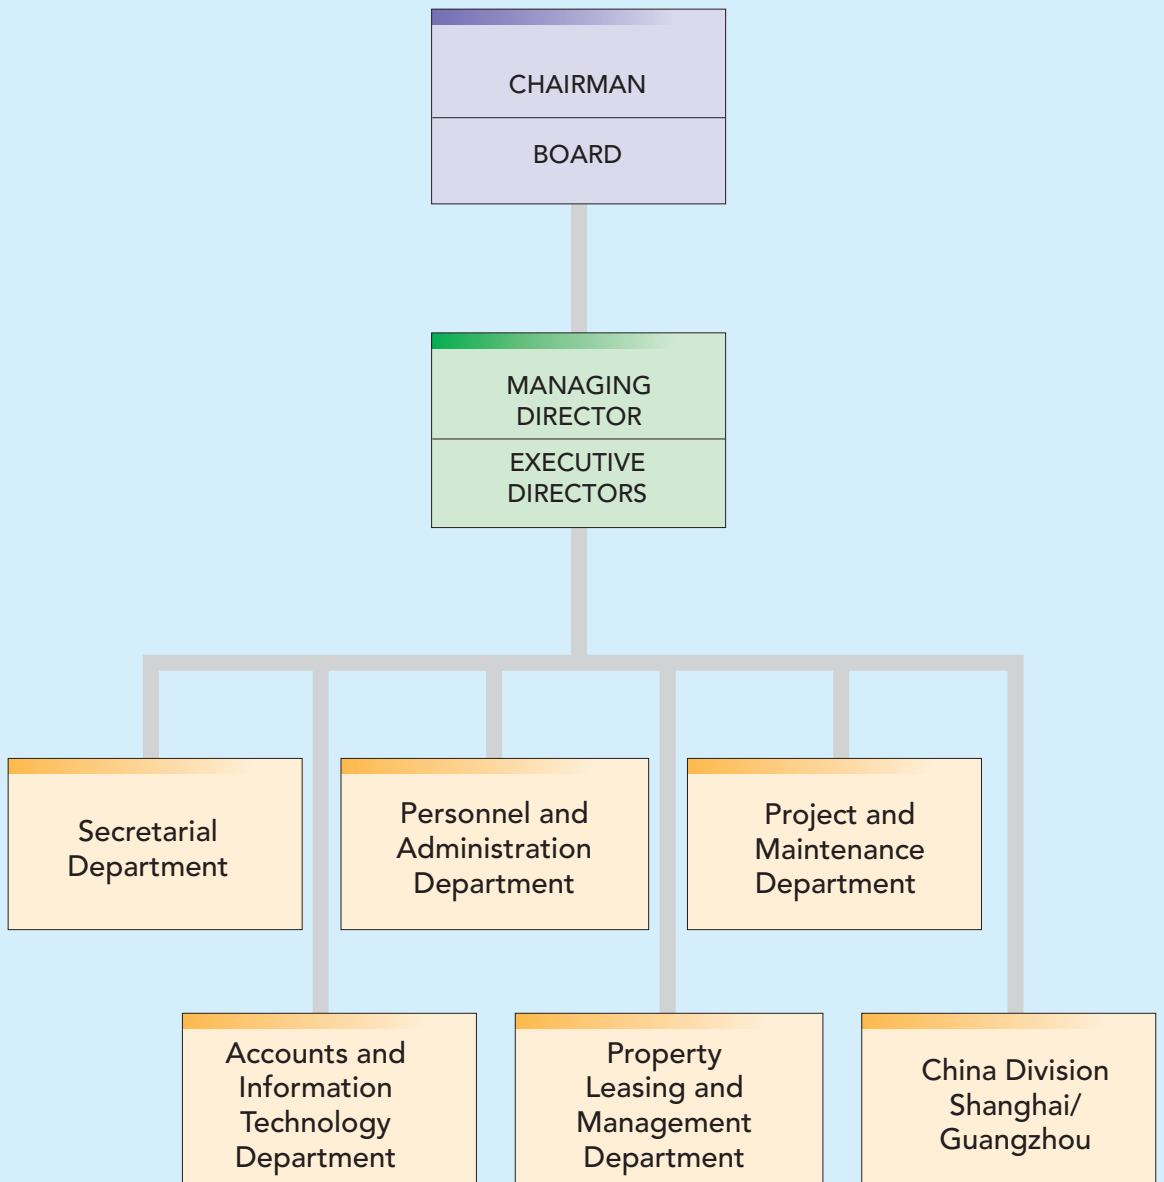 CHAIRMAN
BOARD
MANAGING
DIRECTOR
EXECUTIVE
DIRECTORS
Secretarial
Department
Personnel and
Administration
Department
Project and
Maintenance
Department
Accounts and
Information
Technology
Department
Property
Leasing and
Management
Department
China Division
Shanghai/
Guangzhou